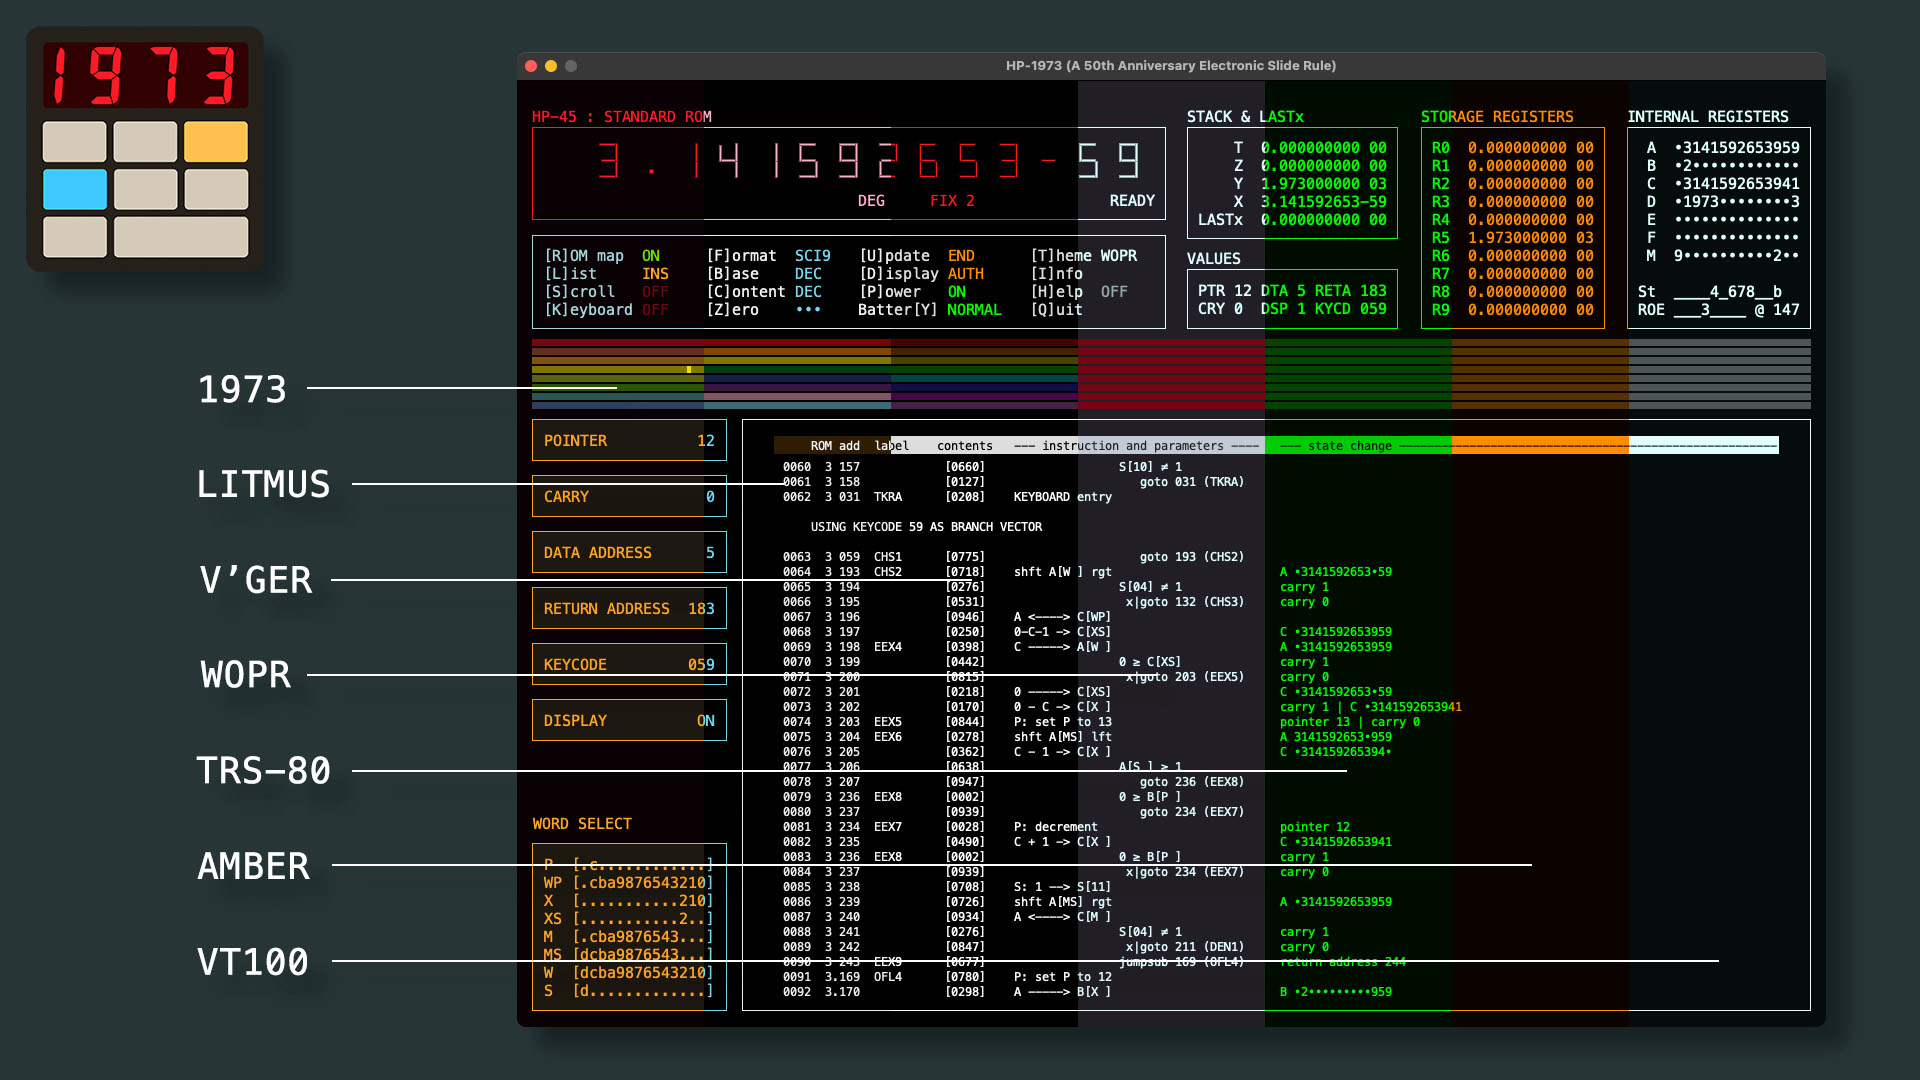 1973
HP-1973 (A 50th Anniversary Electronic Slide Rule)
HP-45 : STANDARD ROM
3.141592653-59
DEG FIX 2 READY
[R]OM map ON [F]ormat SCI9 [U]pdate END [T]heme WOPR
[L]ist INS [B]ase DEC [D]isplay AUTH [I]nfo
[S]croll OFF [C]ontent DEC [P]ower ON [H]elp OFF
[K]eyboard OFF [Z]ero ••• Batter[Y] NORMAL [Q]uit
STACK & LASTx
T 0.000000000 00
Z 0.000000000 00
Y 1.973000000 03
X 3.141592653-59
LASTx 0.000000000 00
VALUES
PTR 12 DTA 5 RETA 183
CRY 0 DSP 1 KYCD 059
STORAGE REGISTERS
R0 0.000000000 00
R1 0.000000000 00
R2 0.000000000 00
R3 0.000000000 00
R4 0.000000000 00
R5 1.973000000 03
R6 0.000000000 00
R7 0.000000000 00
R8 0.000000000 00
R9 0.000000000 00
INTERNAL REGISTERS
A •3141592653959
B •2••••••••••••
C •3141592653941
D •1973••••••••3
E ••••••••••••••
F ••••••••••••••
M 9••••••••••2••
St ____4_678__b
ROE ___3____ @ 147
1973
LITMUS
V’GER
WOPR
TRS-80
AMBER
VT100
POINTER 12
CARRY 0
DATA ADDRESS 5
RETURN ADDRESS 183
KEYCODE 059
DISPLAY ON
WORD SELECT
P [.c............]
WP [.cba9876543210]
X [...........210]
XS [...........2..]
M [.cba9876543...]
MS [dcba9876543...]
W [dcba9876543210]
S [d.............]
ROM add label contents ––– instruction and parameters –––– ––– state change ––––
0060 3 157 [0660] S[10] ≠ 1
0061 3 158 [0127] goto 031 (TKRA)
0062 3 031 TKRA [0208] KEYBOARD entry
USING KEYCODE 59 AS BRANCH VECTOR
0063 3 059 CHS1 [0775] goto 193 (CHS2)
0064 3 193 CHS2 [0718] shft A[W ] rgt A •3141592653•59
0065 3 194 [0276] S[04] ≠ 1 carry 1
0066 3 195 [0531] x|goto 132 (CHS3) carry 0
0067 3 196 [0946] A <----> C[WP]
0068 3 197 [0250] 0-C-1 -> C[XS] C •3141592653959
0069 3 198 EEX4 [0398] C -----> A[W ] A •3141592653959
0070 3 199 [0442] 0 ≥ C[XS] carry 1
0071 3 200 [0815] x|goto 203 (EEX5) carry 0
0072 3 201 [0218] 0 -----> C[XS] C •3141592653•59
0073 3 202 [0170] 0 - C -> C[X ] carry 1 | C •3141592653941
0074 3 203 EEX5 [0844] P: set P to 13 pointer 13 | carry 0
0075 3 204 EEX6 [0278] shft A[MS] lft A 3141592653•959
0076 3 205 [0362] C - 1 -> C[X ] C •314159265394•
0077 3 206 [0638] A[S ] ≥ 1
0078 3 207 [0947] goto 236 (EEX8)
0079 3 236 EEX8 [0002] 0 ≥ B[P ]
0080 3 237 [0939] goto 234 (EEX7)
0081 3 234 EEX7 [0028] P: decrement pointer 12
0082 3 235 [0490] C + 1 -> C[X ] C •3141592653941
0083 3 236 EEX8 [0002] 0 ≥ B[P ] carry 1
0084 3 237 [0939] x|goto 234 (EEX7) carry 0
0085 3 238 [0708] S: 1 --> S[11]
0086 3 239 [0726] shft A[MS] rgt A •3141592653959
0087 3 240 [0934] A <----> C[M ]
0088 3 241 [0276] S[04] ≠ 1 carry 1
0089 3 242 [0847] x|goto 211 (DEN1) carry 0
0090 3 243 EEX9 [0677] jumpsub 169 (OFL4) return address 244
0091 3.169 OFL4 [0780] P: set P to 12
0092 3.170 [0298] A -----> B[X ] B •2•••••••••959